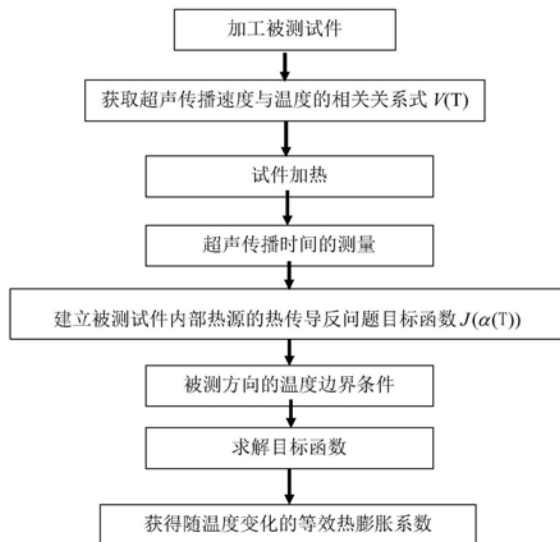 加工被测试件
获取超声传播速度与温度的相关关系式 V(T)
试件加热
超声传播时间的测量
建立被测试件内部热源的热传导反问题目标函数 J(α(T))
被测方向的温度边界条件
求解目标函数
获得随温度变化的等效热膨胀系数